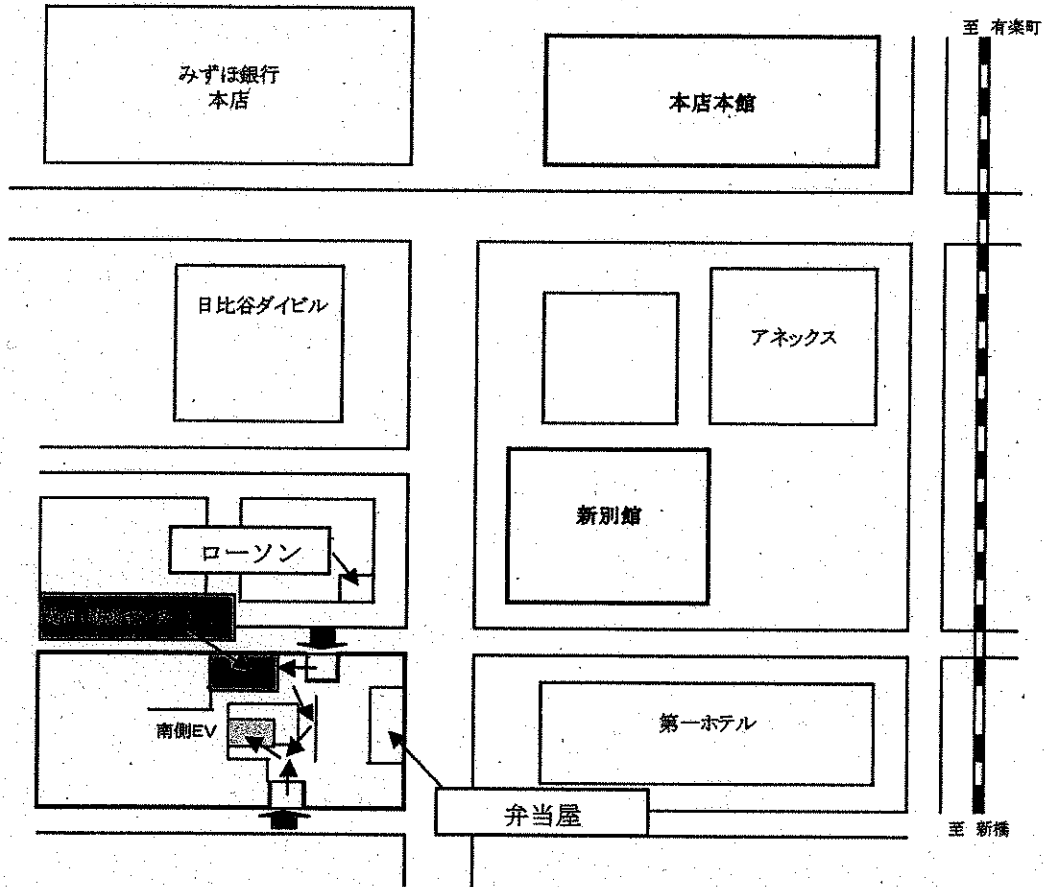 至 有楽町
みずほ銀行
本店
本店本館
日比谷ダイビル
アネックス
新別館
ローソン
南側EV
第一ホテル
弁当屋
至 新橋